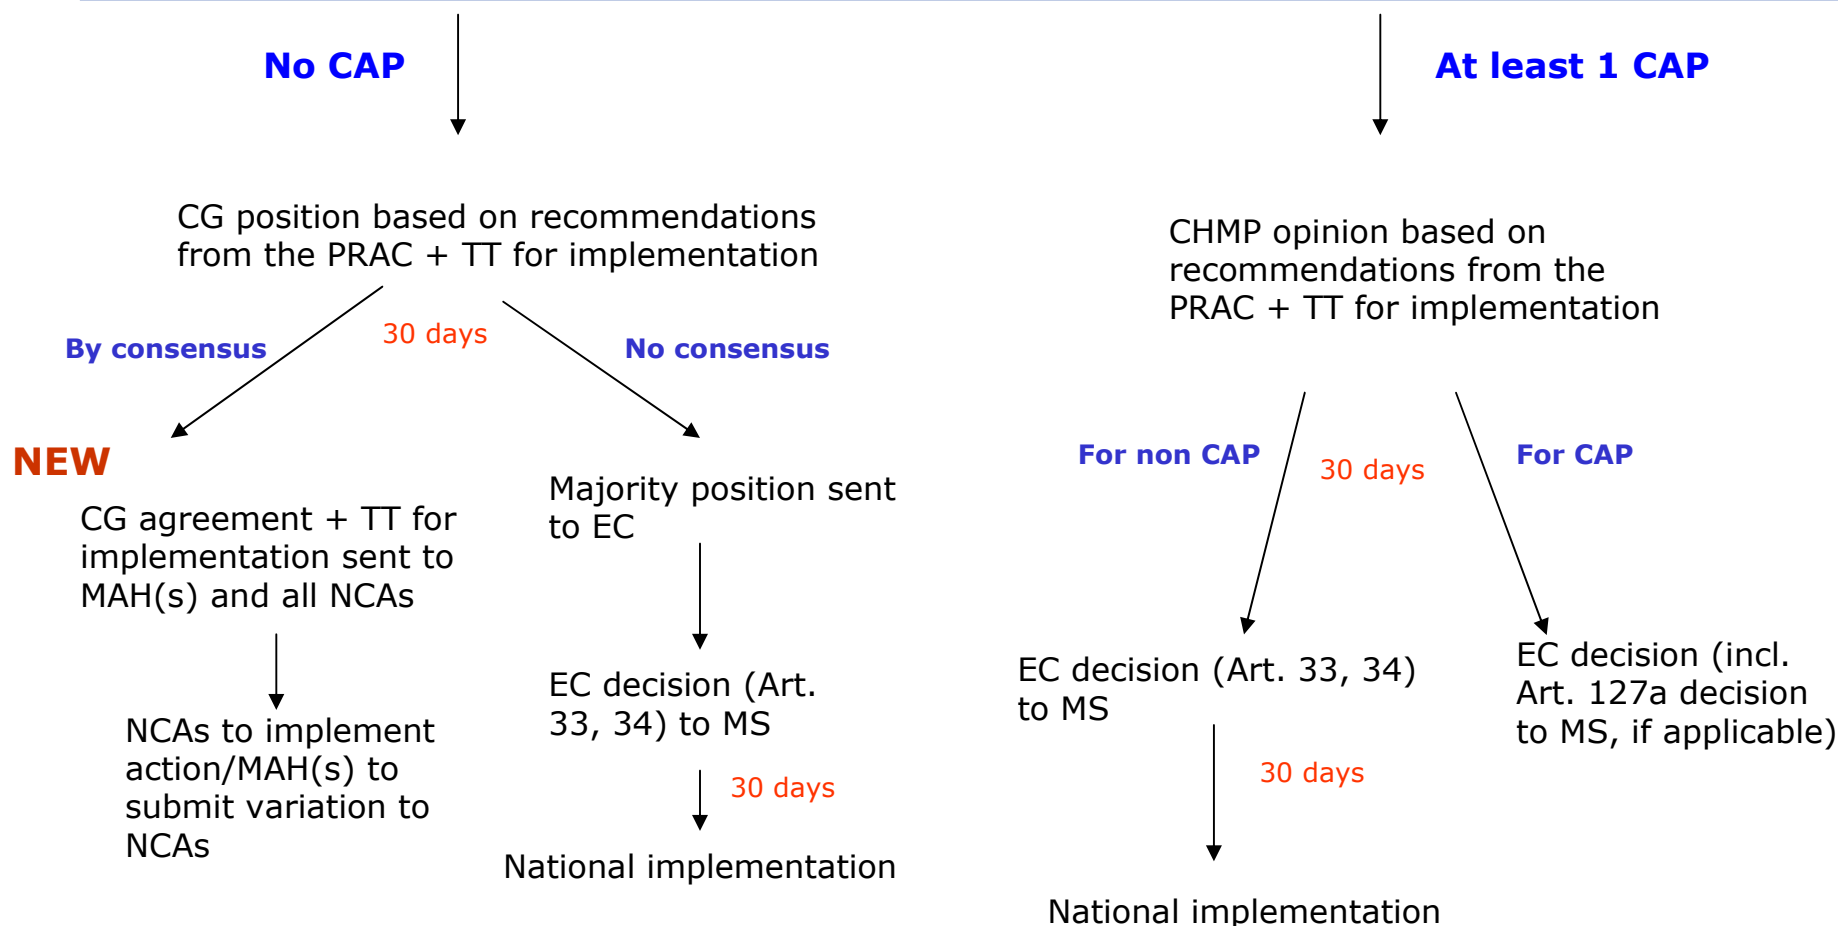 No CAP
At least 1 CAP
CG position based on recommendations
from the PRAC + TT for implementation
CHMP opinion based on
recommendations from the
PRAC + TT for implementation
By consensus
30 days
No consensus
For non CAP
30 days
For CAP
NEW
CG agreement + TT for
implementation sent to
MAH(s) and all NCAs
Majority position sent
to EC
NCAs to implement
action/MAH(s) to
submit variation to
NCAs
EC decision (Art.
33, 34) to MS
30 days
National implementation
EC decision (Art. 33, 34)
to MS
30 days
National implementation
EC decision (incl.
Art. 127a decision
to MS, if applicable)